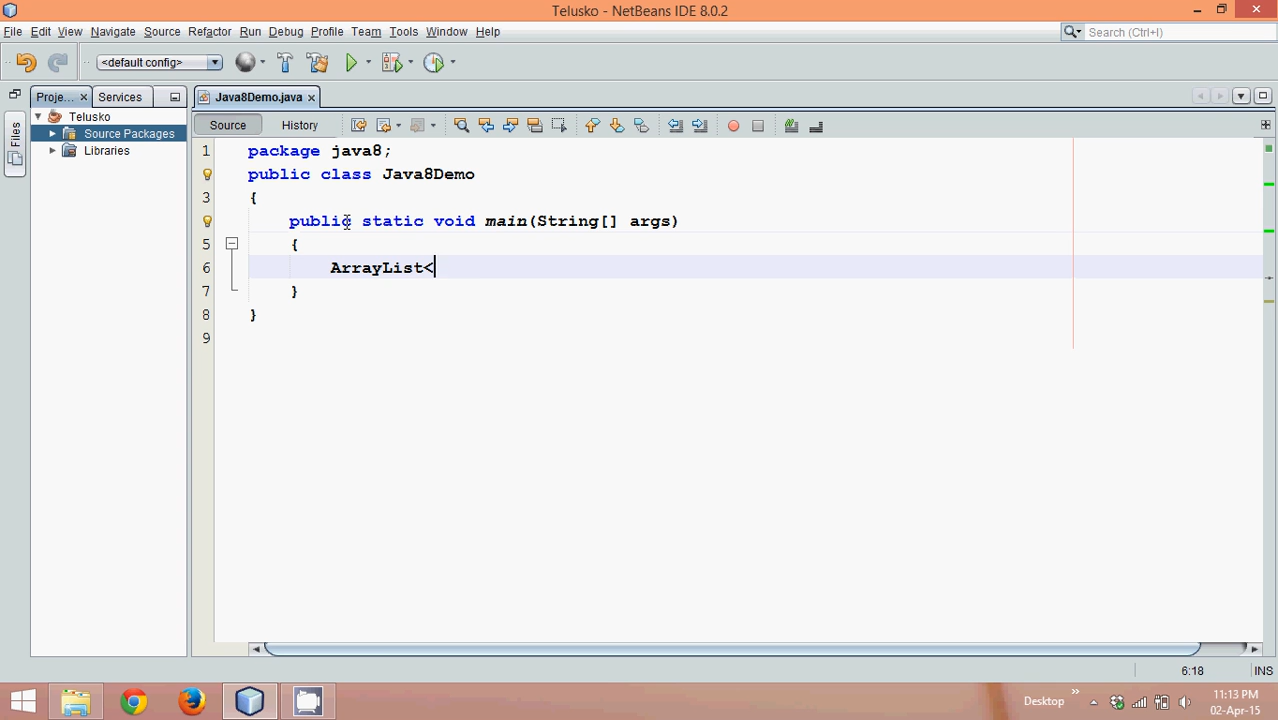 Telusko - NetBeans IDE 8.0.2
File Edit View Navigate Source Refactor Run Debug Profile Team Tools Window Help
Search (Ctrl+I)
<default config>
Proje... Services
Java8Demo.java
Files
Telusko
Source Packages
Libraries
Source History
1 package java8;
public class Java8Demo
3 {
public static void main(String[] args)
5 {
6 ArrayList<
7 }
8 }
9
6:18 INS
Desktop
11:13 PM
02-Apr-15